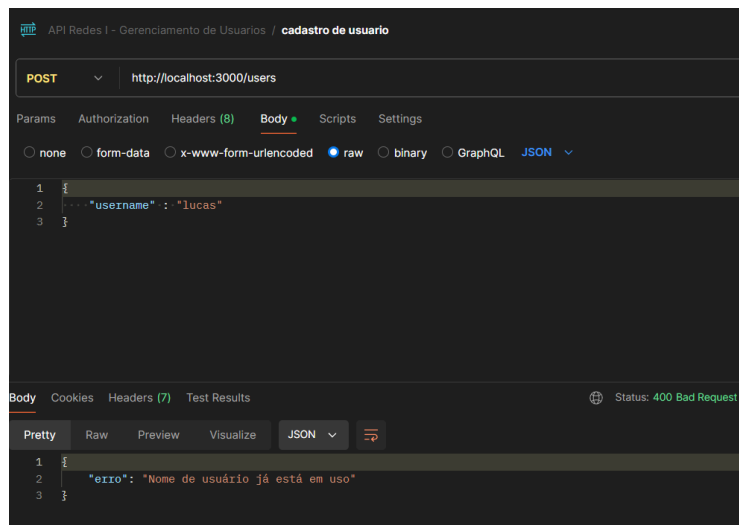 HTTP API Redes I - Gerenciamento de Usuarios / cadastro de usuario
POST http://localhost:3000/users
Params Authorization Headers (8) Body Scripts Settings
none form-data x-www-form-urlencoded raw binary GraphQL JSON
1 {
2 "username" : "lucas"
3 }
Body Cookies Headers (7) Test Results Status: 400 Bad Request
Pretty Raw Preview Visualize JSON
1 {
2 "erro": "Nome de usuário já está em uso"
3 }